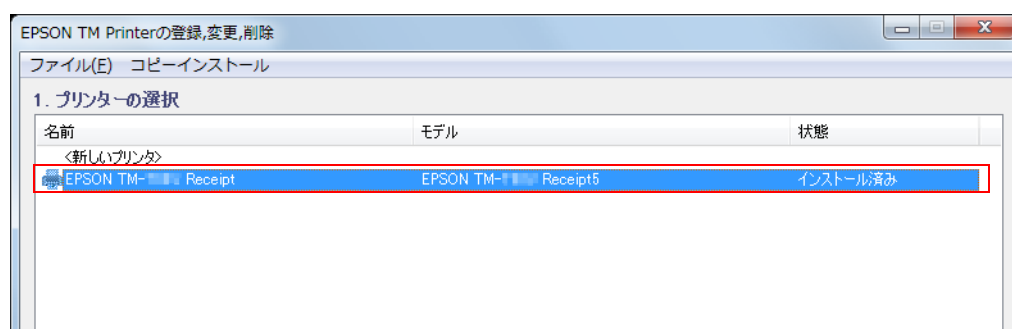 EPSON TM Printerの登録,変更,削除
ファイル(F) コピーインストール
1. プリンターの選択
名前 モデル 状態
<新しいプリンタ>
EPSON TM- Receipt EPSON TM- Receipt5 インストール済み